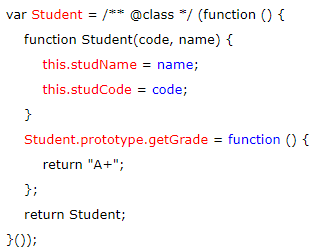 var Student = /** @class */ (function () {
function Student(code, name) {
this.studName = name;
this.studCode = code;
}
Student.prototype.getGrade = function () {
return "A+";
};
return Student;
}());